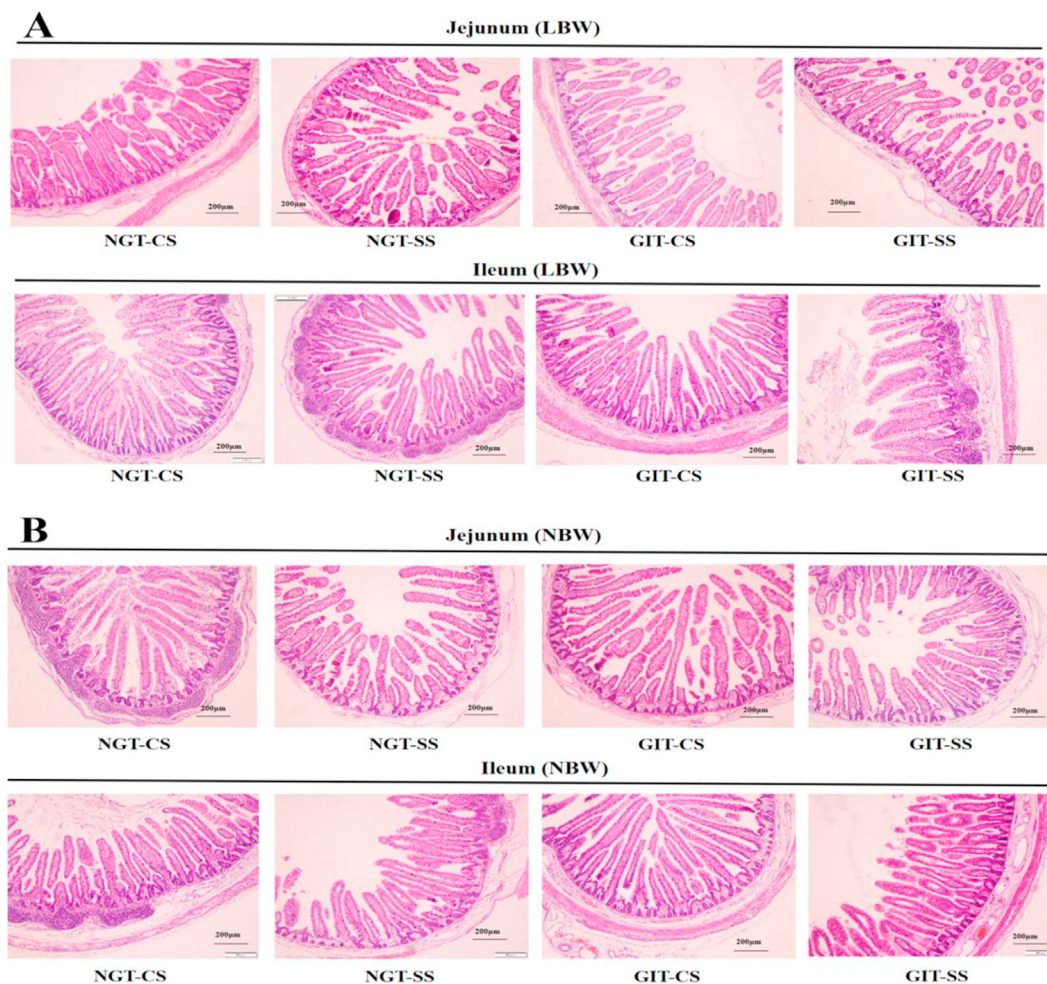 A
Jejunum (LBW)
200µm 200µm 200µm 200µm
NGT-CS NGT-SS GIT-CS GIT-SS
Ileum (LBW)
200µm 200µm 200µm 200µm
NGT-CS NGT-SS GIT-CS GIT-SS
B
Jejunum (NBW)
200µm 200µm 200µm 200µm
NGT-CS NGT-SS GIT-CS GIT-SS
Ileum (NBW)
200µm 200µm 200µm 200µm
NGT-CS NGT-SS GIT-CS GIT-SS